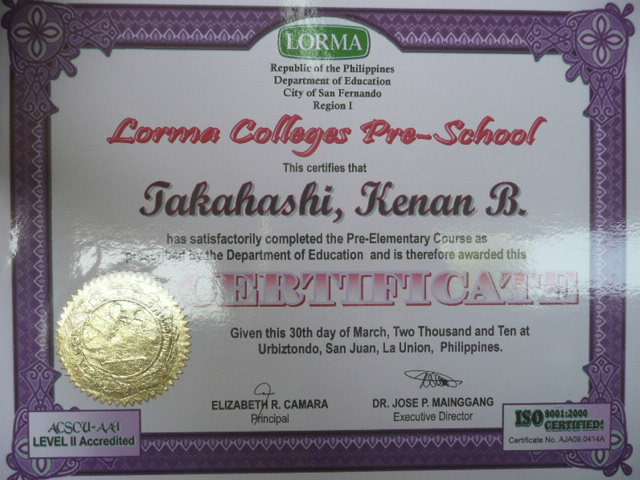 LORMA
Republic of the Philippines
Department of Education
City of San Fernando
Region I
Lorma Colleges Pre-School
This certifies that
Takahashi, Kenan B.
has satisfactorily completed the Pre-Elementary Course as
prescribed by the Department of Education and is therefore awarded this
CERTIFICATE
Given this 30th day of March, Two Thousand and Ten at
Urbiztondo, San Juan, La Union, Philippines.
ELIZABETH R. CAMARA
Principal
DR. JOSE P. MAINGGANG
Executive Director
ACSCU-AAI
LEVEL II Accredited
ISO 9001:2000
CERTIFIED!
Certificate No. AJA09.0414A